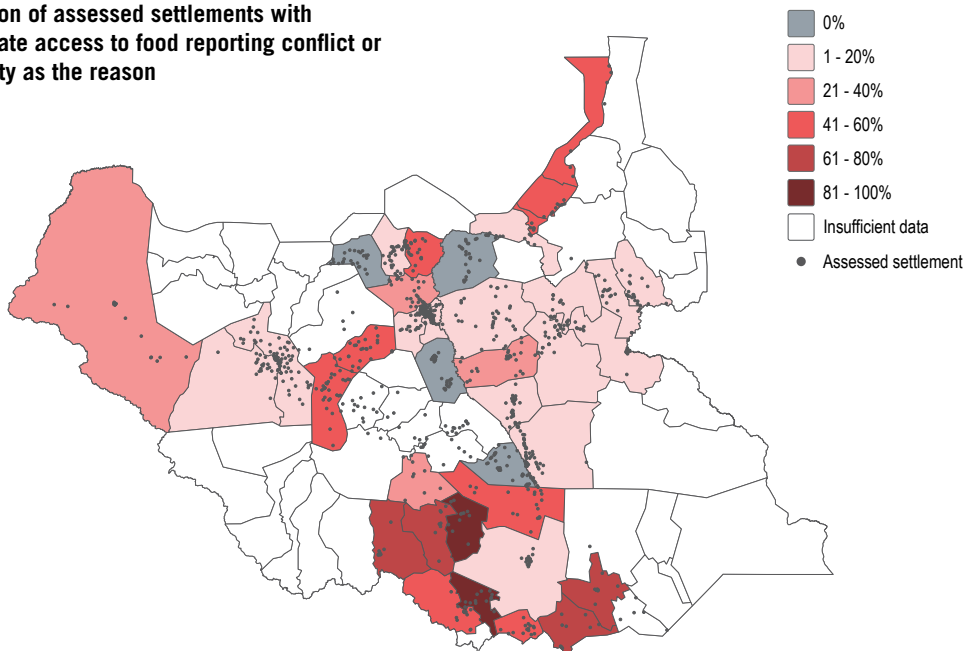 on of assessed settlements with
ate access to food reporting conflict or
ty as the reason
0%
1 - 20%
21 - 40%
41 - 60%
61 - 80%
81 - 100%
Insufficient data
Assessed settlement